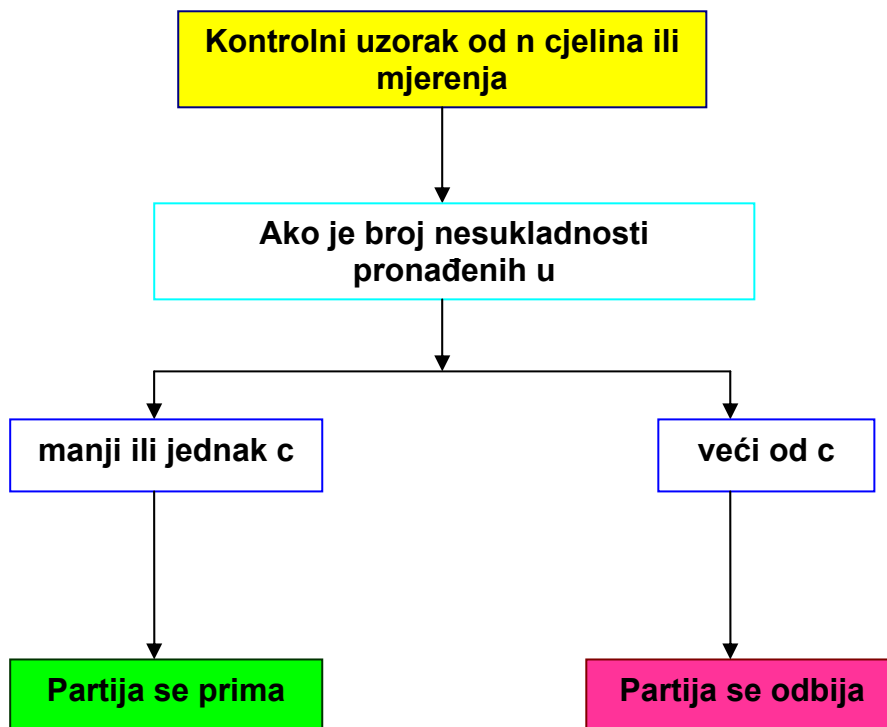 Kontrolni uzorak od n cjelina ili
mjerenja
Ako je broj nesukladnosti
pronađenih u
manji ili jednak c
veći od c
Partija se prima
Partija se odbija